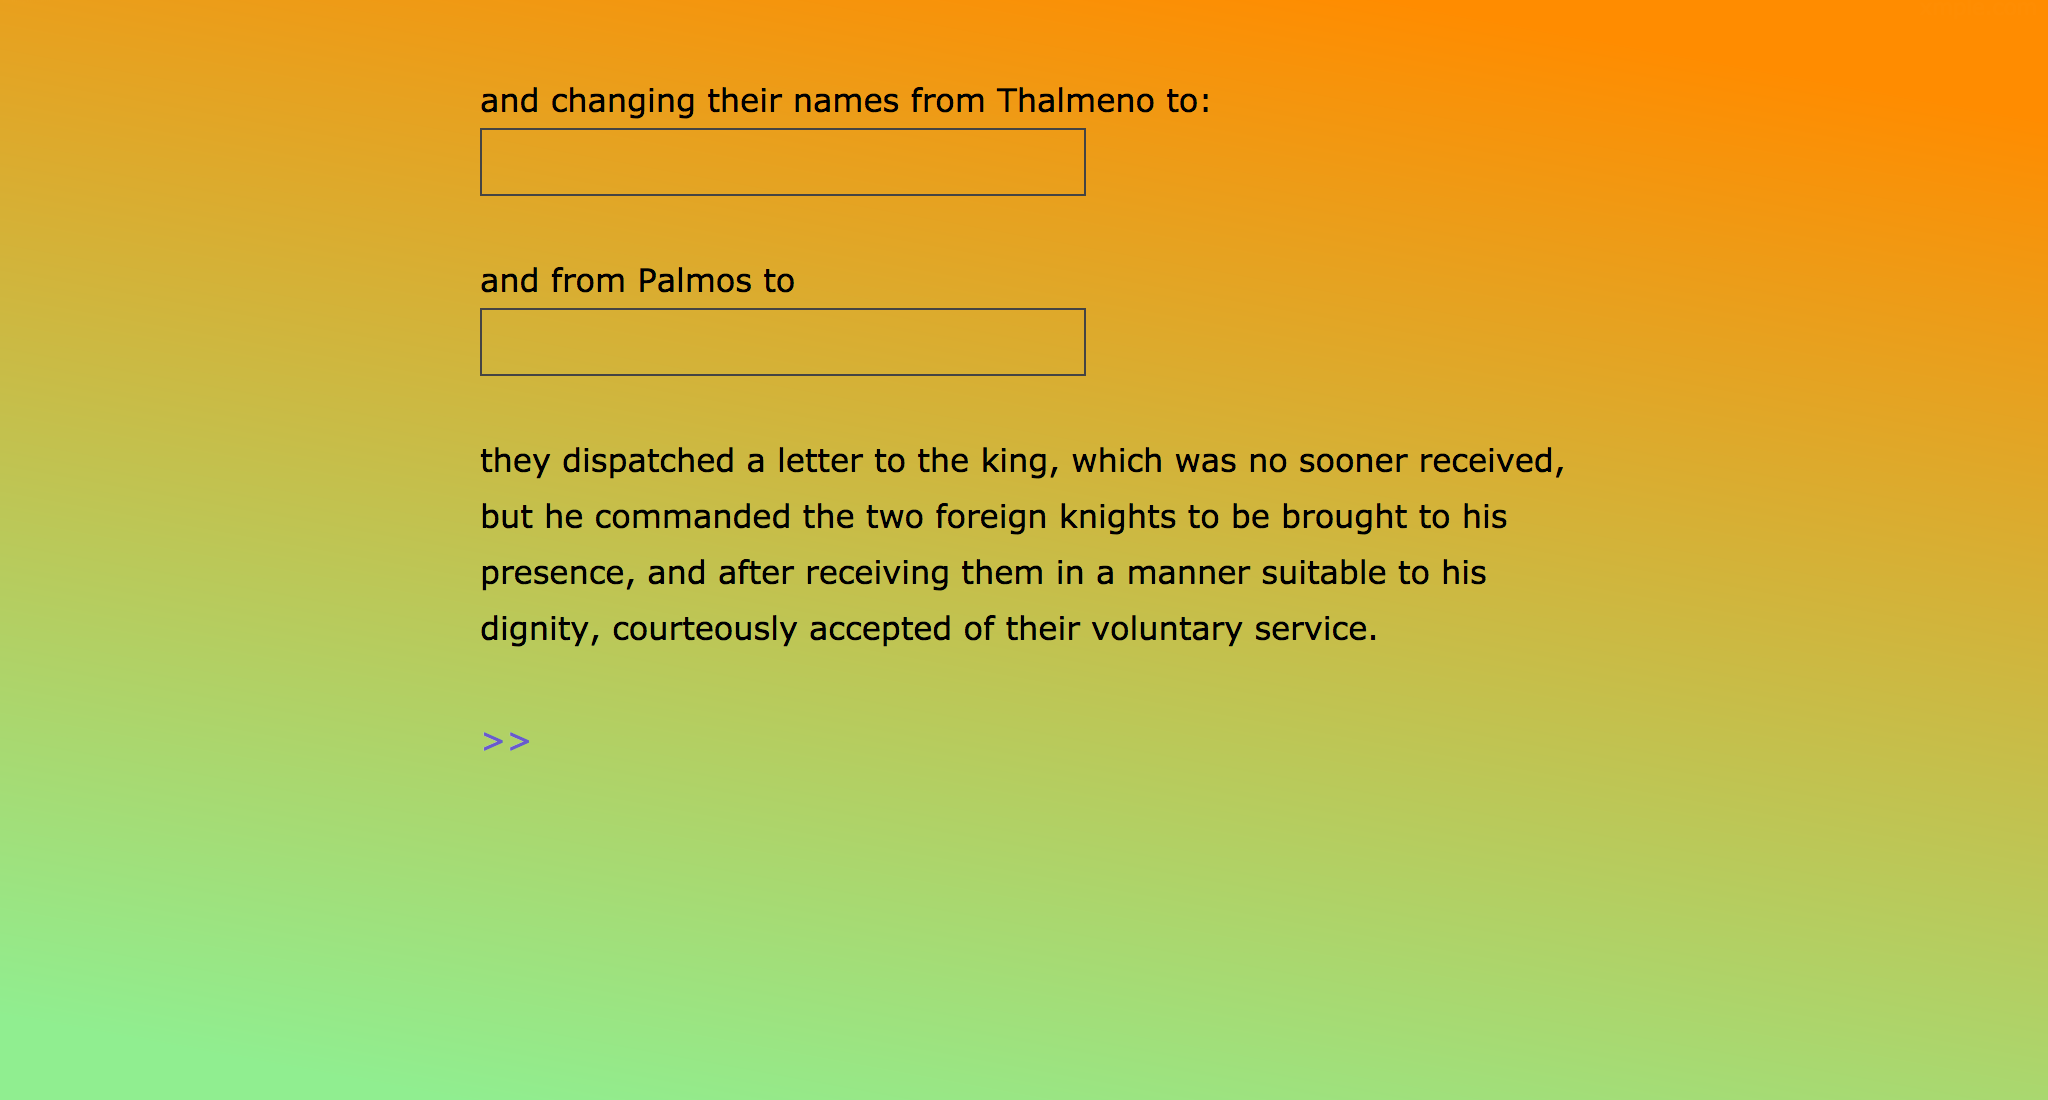 and changing their names from Thalmeno to:
and from Palmos to
they dispatched a letter to the king, which was no sooner received,
but he commanded the two foreign knights to be brought to his
presence, and after receiving them in a manner suitable to his
dignity, courteously accepted of their voluntary service.
>>